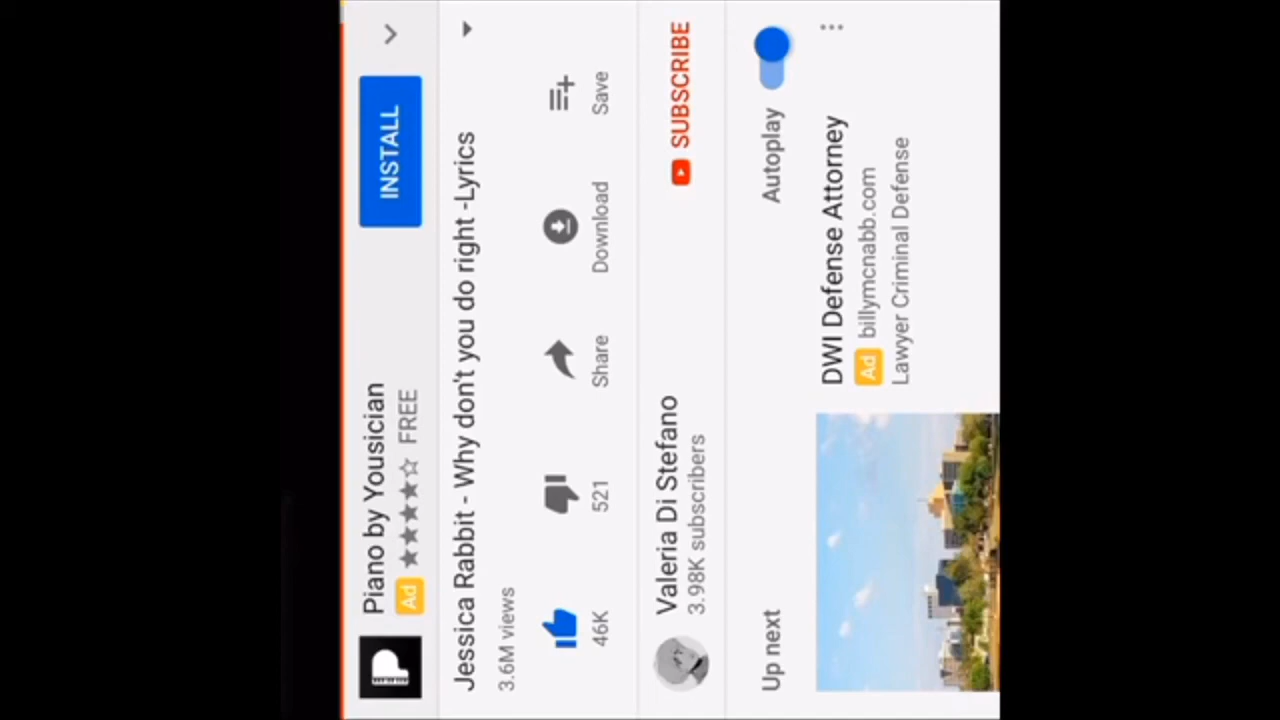 Piano by Yousician
Ad ★★★★☆ FREE
INSTALL
Jessica Rabbit - Why don't you do right -Lyrics
3.6M views
46K
521
Share
Download
Save
Valeria Di Stefano
3.98K subscribers
SUBSCRIBE
Up next
Autoplay
DWI Defense Attorney
Ad billymcnabb.com
Lawyer Criminal Defense